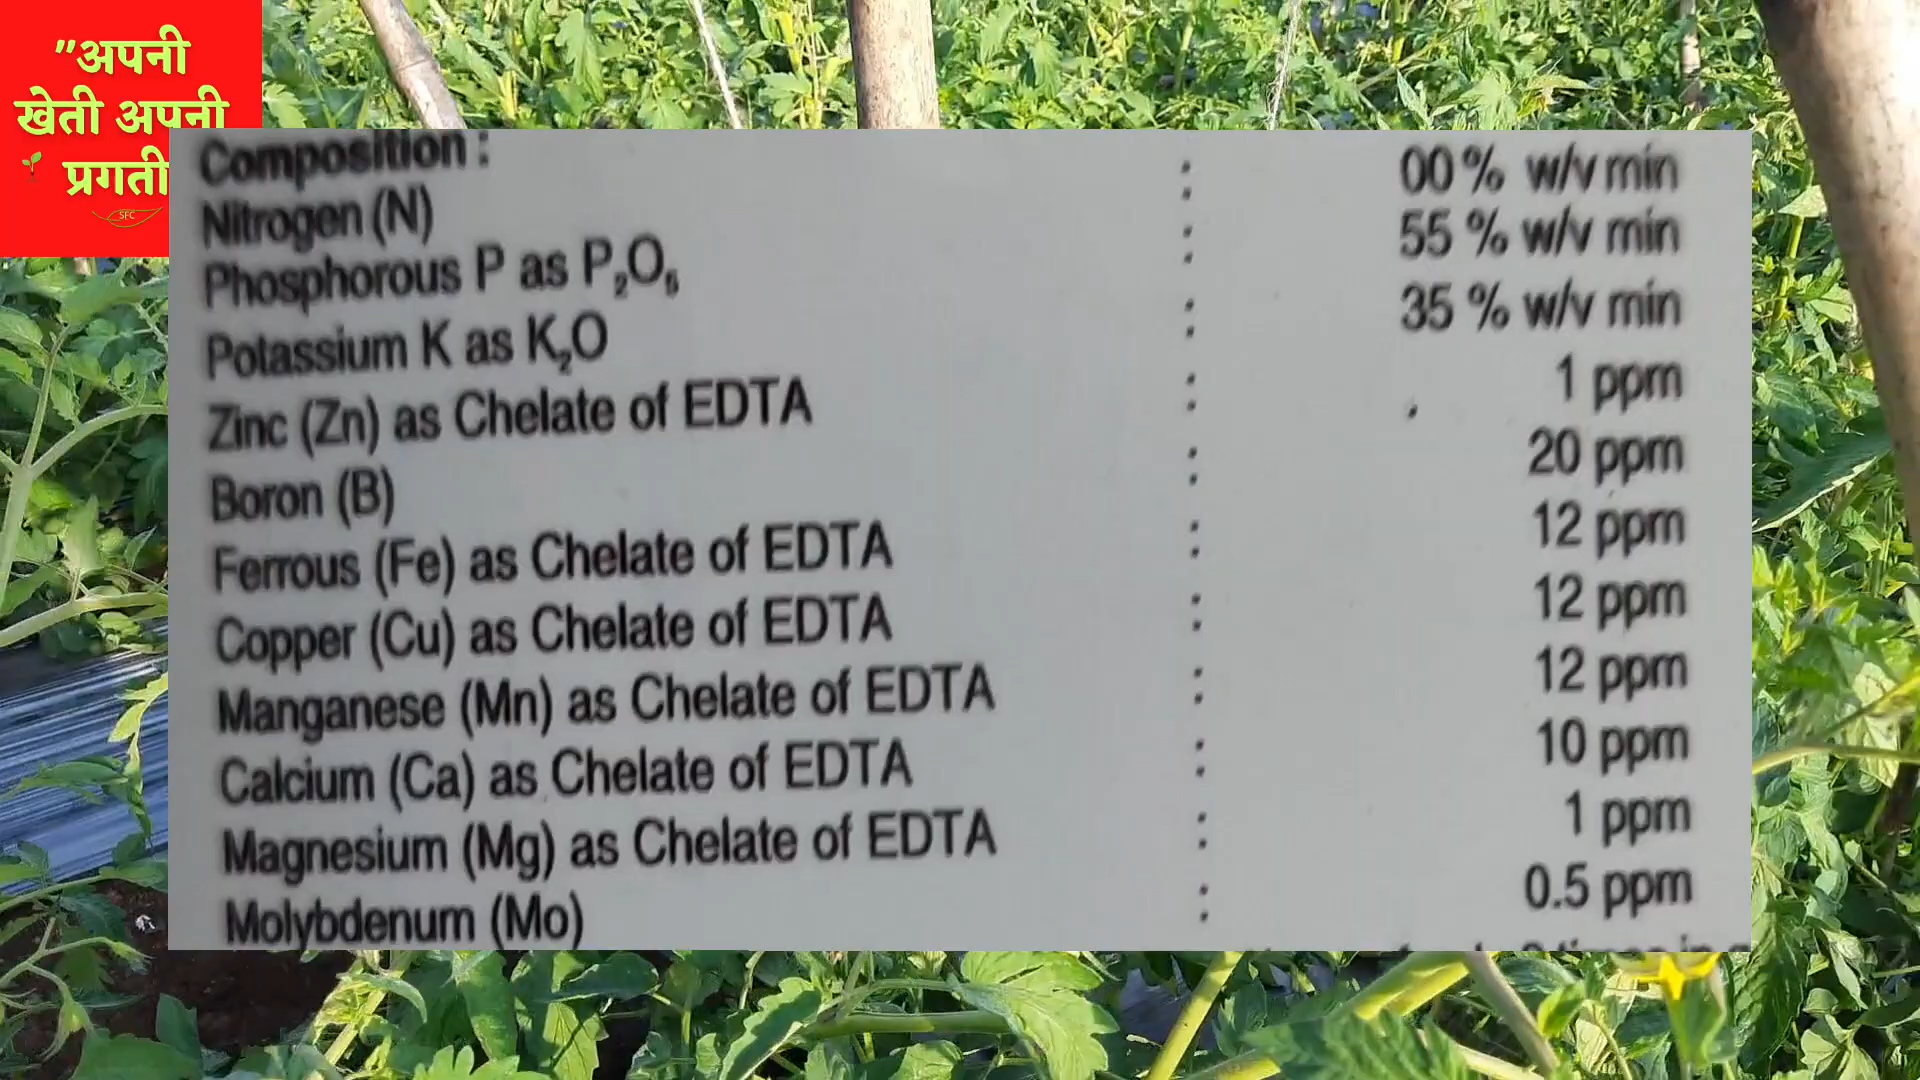 "अपनी
खेती अपनी
प्रगती
SFC
Composition :
Nitrogen (N) : 00% w/v min
Phosphorous P as P₂O₅ : 55 % w/v min
Potassium K as K₂O : 35 % w/v min
Zinc (Zn) as Chelate of EDTA : 1 ppm
Boron (B) : 20 ppm
Ferrous (Fe) as Chelate of EDTA : 12 ppm
Copper (Cu) as Chelate of EDTA : 12 ppm
Manganese (Mn) as Chelate of EDTA : 12 ppm
Calcium (Ca) as Chelate of EDTA : 10 ppm
Magnesium (Mg) as Chelate of EDTA : 1 ppm
Molybdenum (Mo) : 0.5 ppm